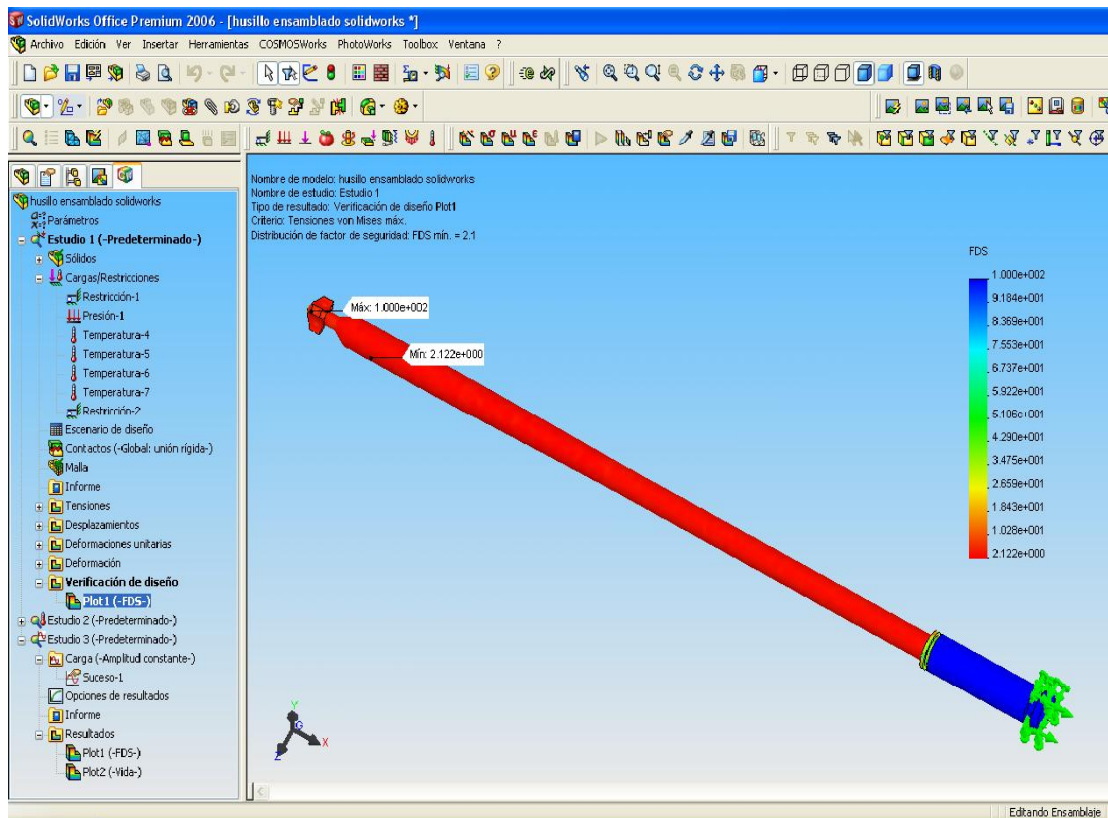 SolidWorks Office Premium 2006 - [husillo ensamblado solidworks *]
Archivo Edición Ver Insertar Herramientas COSMOSWorks PhotoWorks Toolbox Ventana ?
husillo ensamblado solidworks
Parámetros
Estudio 1 (-Predeterminado-)
Sólidos
Cargas/Restricciones
Restricción-1
Presión-1
Temperatura-4
Temperatura-5
Temperatura-6
Temperatura-7
Restricción-2
Escenario de diseño
Contactos (-Global: unión rígida-)
Malla
Informe
Tensiones
Desplazamientos
Deformaciones unitarias
Deformación
Verificación de diseño
Plot1 (-FDS-)
Estudio 2 (-Predeterminado-)
Estudio 3 (-Predeterminado-)
Carga (-Amplitud constante-)
Suceso-1
Opciones de resultados
Informe
Resultados
Plot1 (-FDS-)
Plot2 (-Vida-)
Nombre de modelo: husillo ensamblado solidworks
Nombre de estudio: Estudio 1
Tipo de resultado: Verificación de diseño Plot1
Criterio: Tensiones von Mises máx.
Distribución de factor de seguridad: FDS mín. = 2.1
Máx: 1.000e+002
Mín: 2.122e+000
FDS
1.000e+002
9.184e+001
8.369e+001
7.553e+001
6.737e+001
5.922e+001
5.106e+001
4.290e+001
3.475e+001
2.659e+001
1.843e+001
1.028e+001
2.122e+000
Y
G
X
Z
Editando Ensamblaje